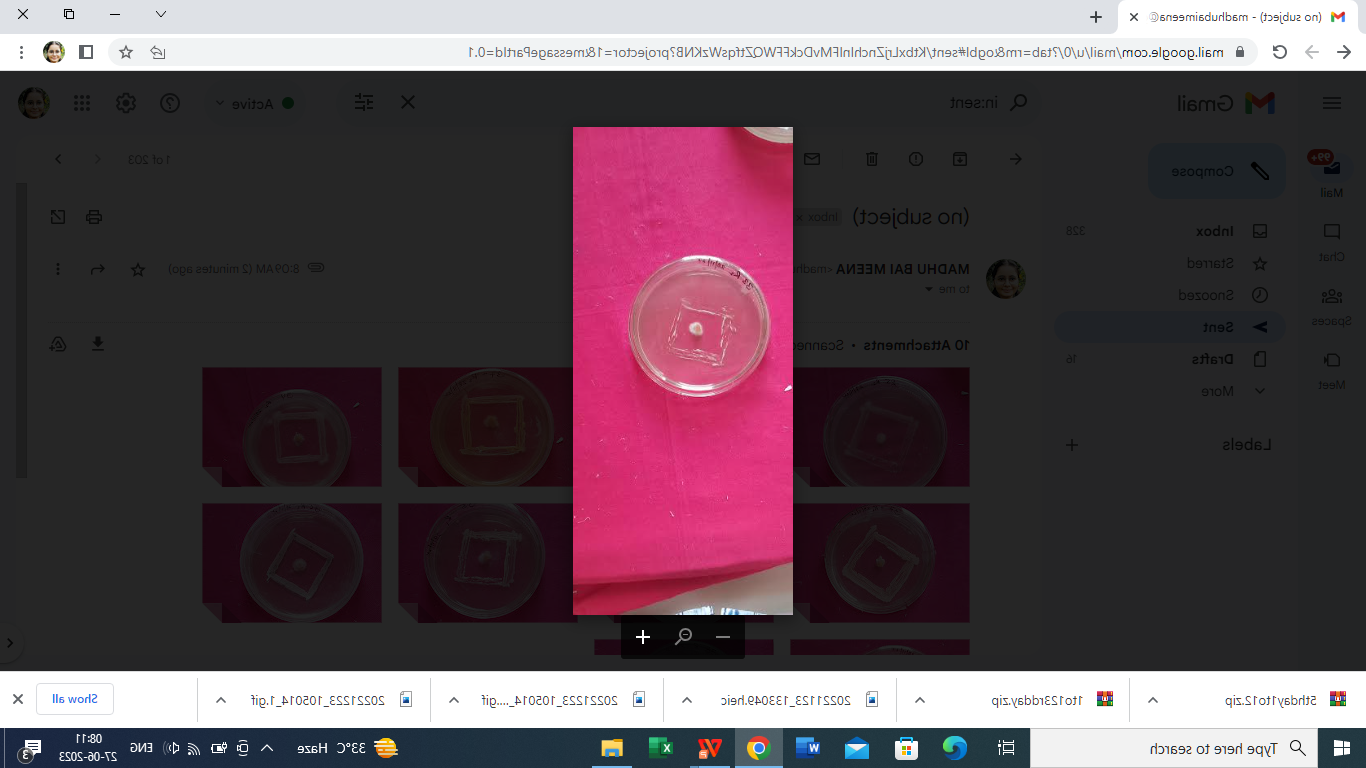 (no subject) - madhubaimeena@
mail.google.com/mail/u/0/?tab=rm&ogbl#sent/KtbxLrjZnchInIFlMvDckFFWQZtfqsWzKNB?projector=1&messagePartId=0.1
Gmail
in:sent
Active
Compose
1 of 203
99+
Mail
Chat
Spaces
Meet
Inbox 328
Starred
Snoozed
Sent
Drafts 16
More
Labels
(no subject)
Inbox x
MADHU BAI MEENA
8:09 AM (2 minutes ago)
to me
10 Attachments • Scanned
5thday1to12.zip
1to123rdday.zip
20221123_133049.heic
20221223_105014_....gif
20221223_105014_1.gif
Show all
Type here to search
33°C Haze
ENG
08:11
27-06-2023
3